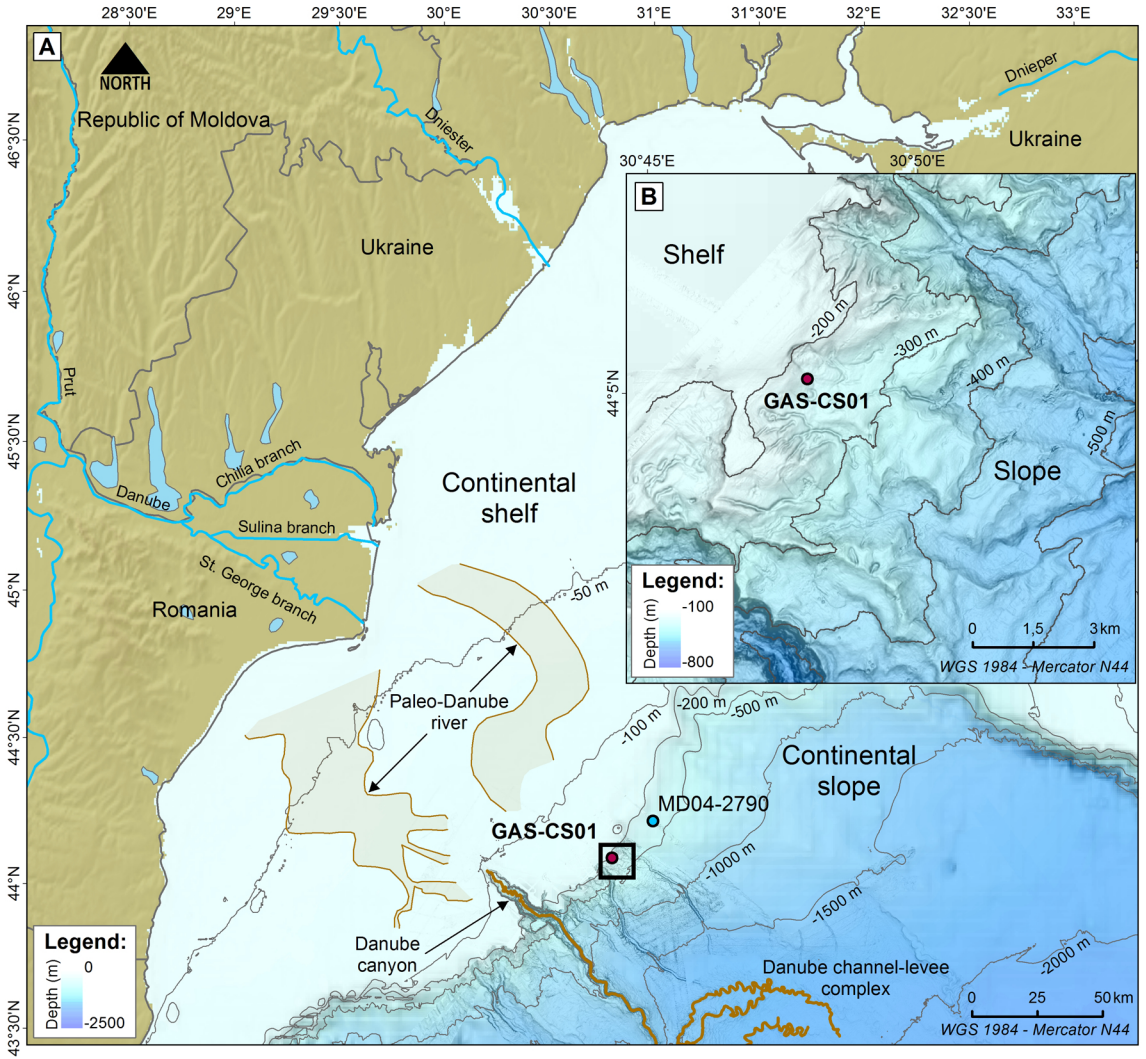 28°30'E
29°E
29°30'E
30°E
30°30'E
31°E
31°30'E
32°E
32°30'E
33°E
A
NORTH
Republic of Moldova
Dniester
Dnieper
Ukraine
46°30'N
30°45'E
30°50'E
B
Shelf
Ukraine
46°N
-200 m
-300 m
-400 m
-500 m
44°5'N
GAS-CS01
Slope
Prut
45°30'N
Chilia branch
Danube
Sulina branch
St. George branch
Continental
shelf
45°N
Romania
-50 m
Legend:
Depth (m)
-100
-800
0
1,5
3 km
WGS 1984 - Mercator N44
Paleo-Danube
river
-100 m
-200 m
-500 m
44°30'N
Continental
slope
MD04-2790
GAS-CS01
-1000 m
44°N
-1500 m
Danube
canyon
-2000 m
Danube channel-levee
complex
Legend:
Depth (m)
0
-2500
0
25
50 km
WGS 1984 - Mercator N44
43°30'N